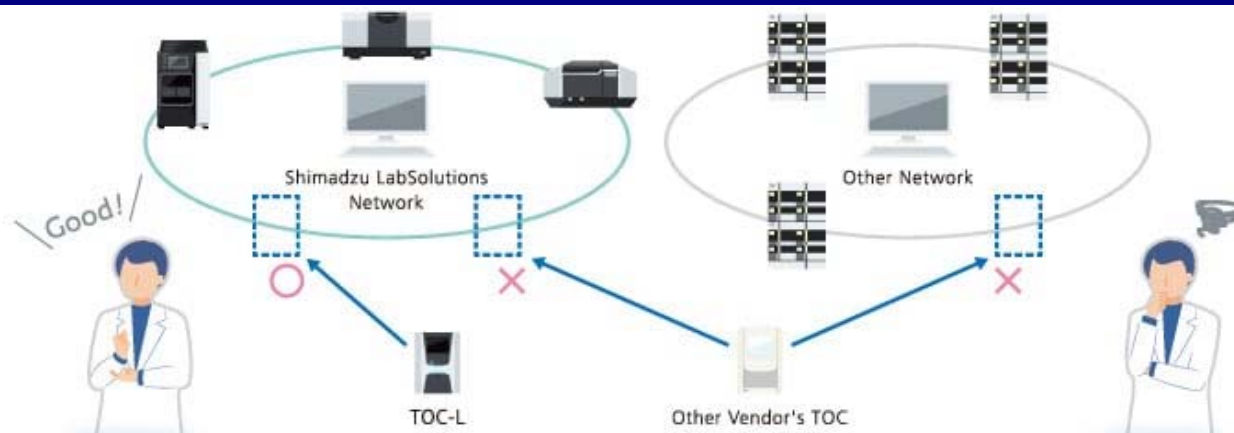 Shimadzu LabSolutions
Network
Other Network
Good!
TOC-L
Other Vendor's TOC